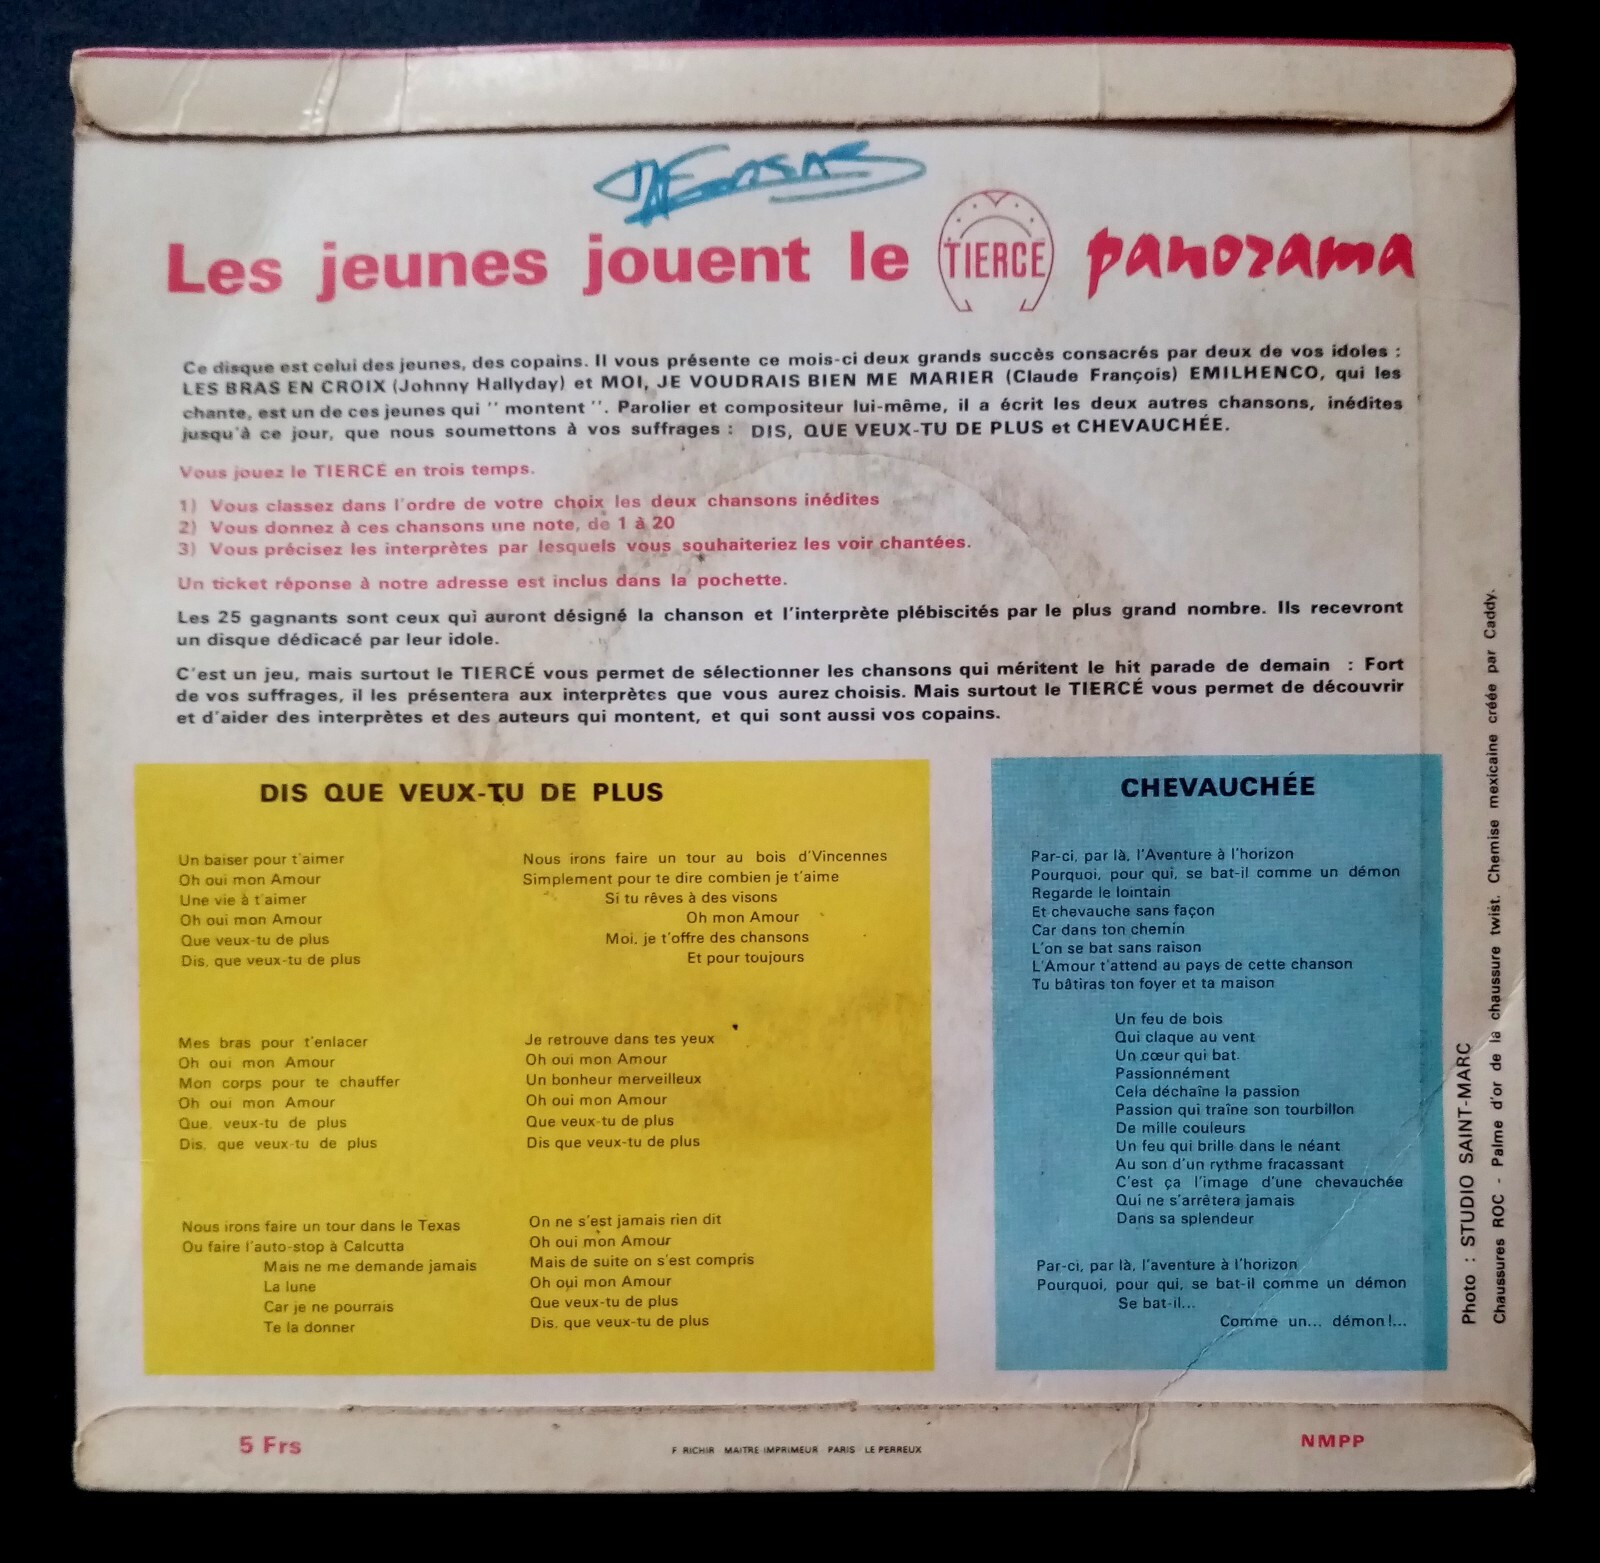 Les jeunes jouent le TIERCÉ panorama
Ce disque est celui des jeunes, des copains. Il vous présente ce mois-ci deux grands succès consacrés par deux de vos idoles :
LES BRAS EN CROIX (Johnny Hallyday) et MOI, JE VOUDRAIS BIEN ME MARIER (Claude François) EMILHENCO, qui les
chante, est un de ces jeunes qui " montent ". Parolier et compositeur lui-même, il a écrit les deux autres chansons, inédites
jusqu'à ce jour, que nous soumettons à vos suffrages : DIS, QUE VEUX-TU DE PLUS et CHEVAUCHÉE.
Vous jouez le TIERCÉ en trois temps.
1) Vous classez dans l'ordre de votre choix les deux chansons inédites
2) Vous donnez à ces chansons une note, de 1 à 20
3) Vous précisez les interprètes par lesquels vous souhaiteriez les voir chantées.
Un ticket réponse à notre adresse est inclus dans la pochette.
Les 25 gagnants sont ceux qui auront désigné la chanson et l'interprète plébiscités par le plus grand nombre. Ils recevront
un disque dédicacé par leur idole.
C'est un jeu, mais surtout le TIERCÉ vous permet de sélectionner les chansons qui méritent le hit parade de demain : Fort
de vos suffrages, il les présentera aux interprètes que vous aurez choisis. Mais surtout le TIERCÉ vous permet de découvrir
et d'aider des interprètes et des auteurs qui montent, et qui sont aussi vos copains.
DIS QUE VEUX-TU DE PLUS
Un baiser pour t'aimer
Oh oui mon Amour
Une vie à t'aimer
Oh oui mon Amour
Que veux-tu de plus
Dis, que veux-tu de plus
Mes bras pour t'enlacer
Oh oui mon Amour
Mon corps pour te chauffer
Oh oui mon Amour
Que, veux-tu de plus
Dis, que veux-tu de plus
Nous irons faire un tour dans le Texas
Ou faire l'auto-stop à Calcutta
Mais ne me demande jamais
La lune
Car je ne pourrais
Te la donner
Nous irons faire un tour au bois d'Vincennes
Simplement pour te dire combien je t'aime
Si tu rêves à des visons
Oh mon Amour
Moi, je t'offre des chansons
Et pour toujours
Je retrouve dans tes yeux
Oh oui mon Amour
Un bonheur merveilleux
Oh oui mon Amour
Que veux-tu de plus
Dis que veux-tu de plus
On ne s'est jamais rien dit
Oh oui mon Amour
Mais de suite on s'est compris
Oh oui mon Amour
Que veux-tu de plus
Dis, que veux-tu de plus
CHEVAUCHÉE
Par-ci, par là, l'Aventure à l'horizon
Pourquoi, pour qui, se bat-il comme un démon
Regarde le lointain
Et chevauche sans façon
Car dans ton chemin
L'on se bat sans raison
L'Amour t'attend au pays de cette chanson
Tu bâtiras ton foyer et ta maison
Un feu de bois
Qui claque au vent
Un cœur qui bat
Passionnément
Cela déchaîne la passion
Passion qui traîne son tourbillon
De mille couleurs
Un feu qui brille dans le néant
Au son d'un rythme fracassant
C'est ça l'image d'une chevauchée
Qui ne s'arrêtera jamais
Dans sa splendeur
Par-ci, par là, l'aventure à l'horizon
Pourquoi, pour qui, se bat-il comme un démon
Se bat-il...
Comme un... démon!...
Photo : STUDIO SAINT-MARC
Chaussures ROC - Palme d'or de la chaussure twist. Chemise mexicaine créée par Caddy.
5 Frs
F RICHIR MAITRE IMPRIMEUR PARIS LE PERREUX
NMPP